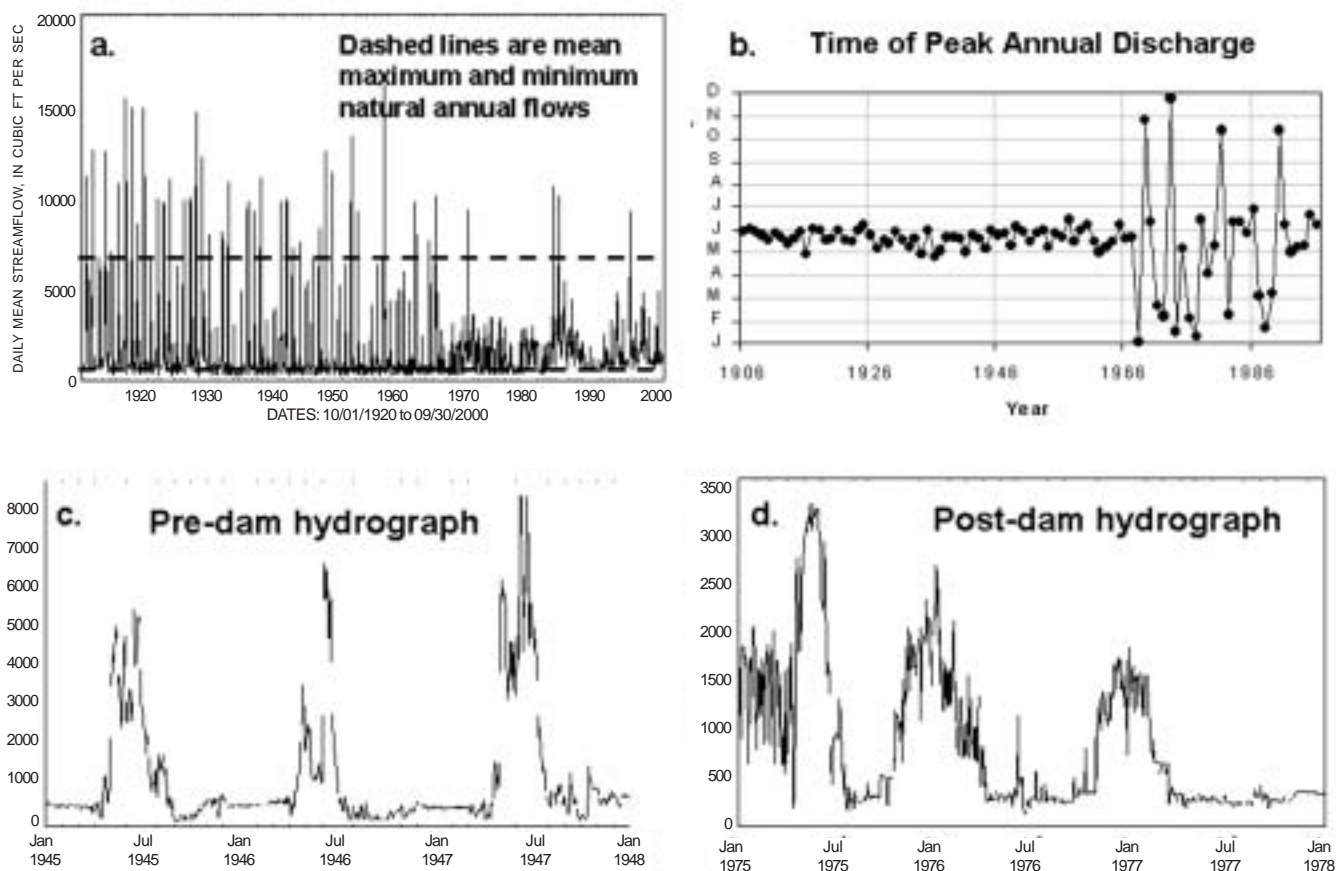 a.
Dashed lines are mean
maximum and minimum
natural annual flows
DAILY MEAN STREAMFLOW, IN CUBIC FT PER SEC
20000
15000
10000
5000
0
1920 1930 1940 1950 1960 1970 1980 1990 2000
DATES: 10/01/1920 to 09/30/2000
b. Time of Peak Annual Discharge
D
N
O
S
A
J
J
M
A
M
F
J
1906 1926 1946 1966 1986
Year
c. Pre-dam hydrograph
8000
7000
6000
5000
4000
3000
2000
1000
0
Jan Jul Jan Jul Jan Jul Jan
1945 1945 1946 1946 1947 1947 1948
d. Post-dam hydrograph
3500
3000
2500
2000
1500
1000
500
0
Jan Jul Jan Jul Jan Jul Jan
1975 1975 1976 1976 1977 1977 1978